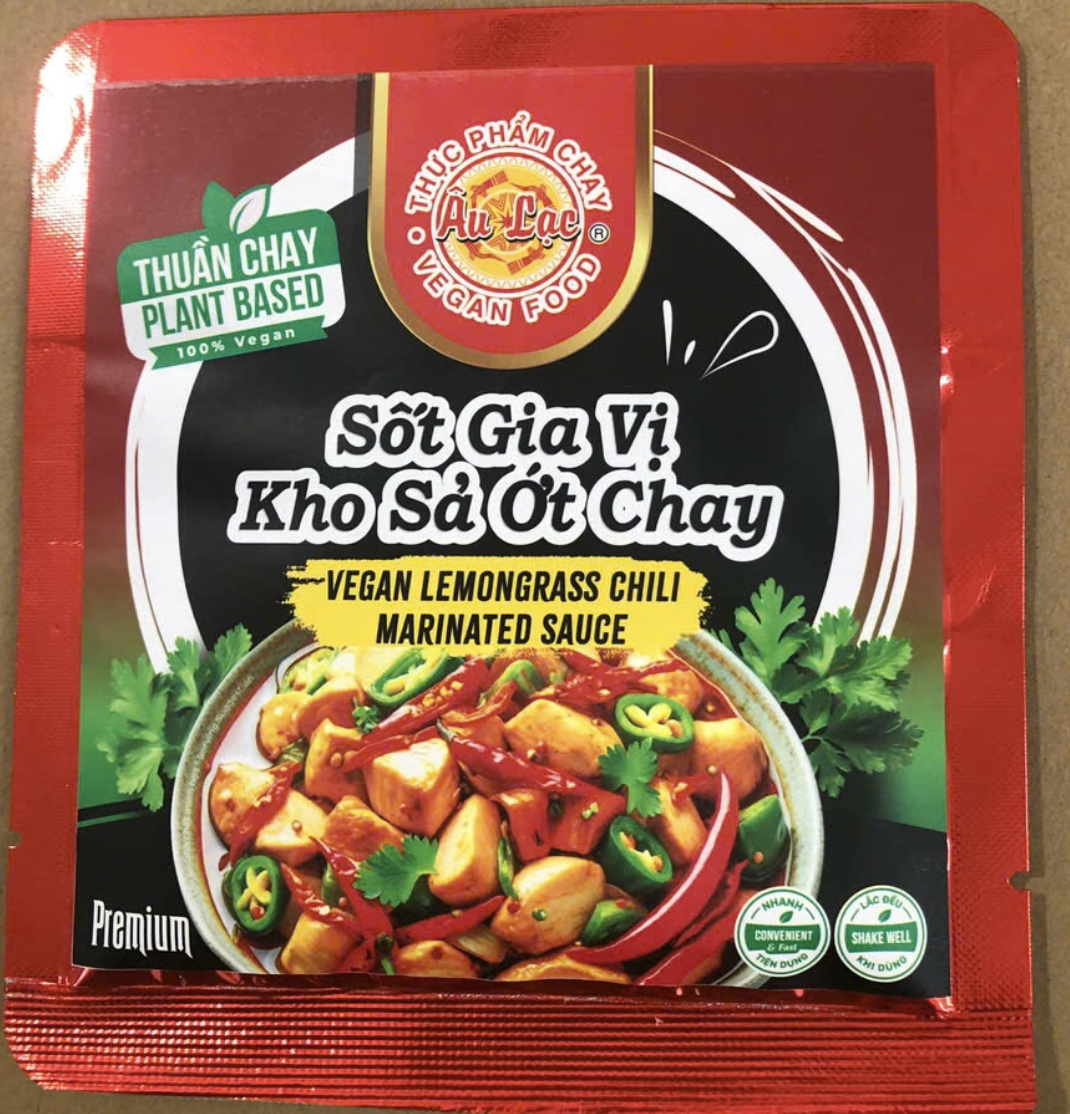 THỰC PHẨM CHAY
Âu Lạc ®
VEGAN FOOD
THUẦN CHAY
PLANT BASED
100% Vegan
Sốt Gia Vị
Kho Sả Ớt Chay
VEGAN LEMONGRASS CHILI
MARINATED SAUCE
Premium
NHANH
CONVENIENT
& Fast
TIỆN DỤNG
LẮC ĐỀU
SHAKE WELL
KHI DÙNG